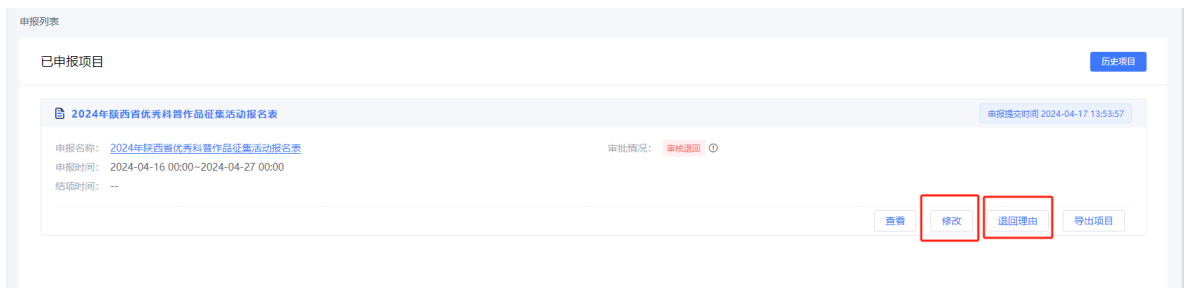 申报列表
已申报项目 历史项目
2024年陕西省优秀科普作品征集活动报名表 申报提交时间 2024-04-17 13:53:57
申报名称： 2024年陕西省优秀科普作品征集活动报名表 审批情况： 审核退回
申报时间： 2024-04-16 00:00~2024-04-27 00:00
结项时间： --
查看 修改 退回理由 导出项目